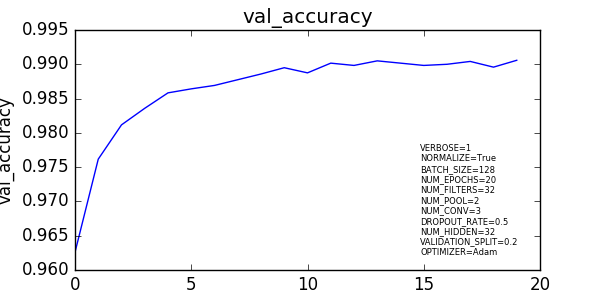 val_accuracy
0.995
0.990
0.985
0.980
0.975
0.970
0.965
0.960
val_accuracy
VERBOSE=1
NORMALIZE=True
BATCH_SIZE=128
NUM_EPOCHS=20
NUM_FILTERS=32
NUM_POOL=2
NUM_CONV=3
DROPOUT_RATE=0.5
NUM_HIDDEN=32
VALIDATION_SPLIT=0.2
OPTIMIZER=Adam
0 5 10 15 20